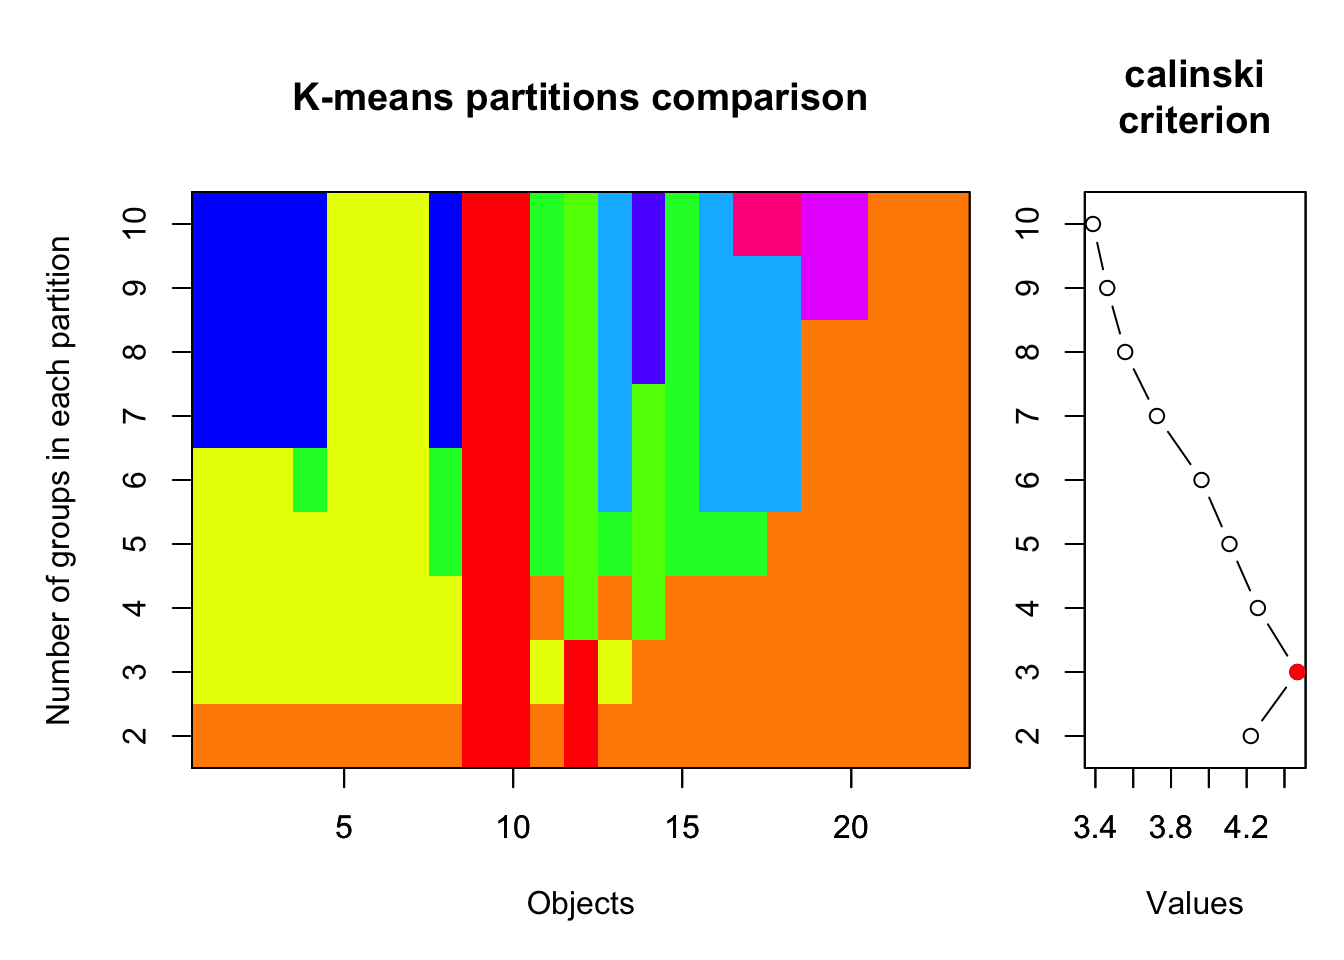 K-means partitions comparison
calinski
criterion
Number of groups in each partition
10
9
8
7
6
5
4
3
2
5 10 15 20
Objects
10
9
8
7
6
5
4
3
2
3.4 3.8 4.2
Values